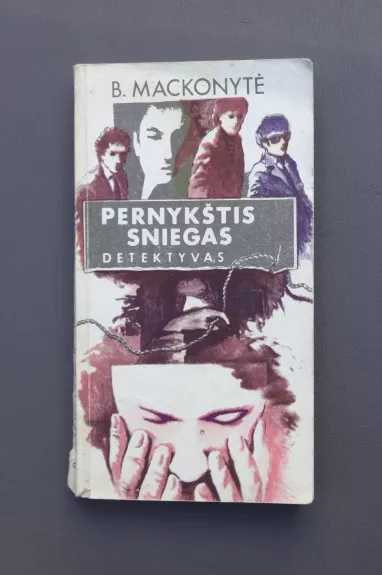 B. MACKONYTĖ
PERNYKŠTIS
SNIEGAS
DETEKTYVAS